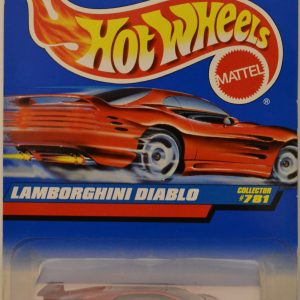 Hot Wheels
MATTEL
®
LAMBORGHINI DIABLO
COLLECTOR
#781